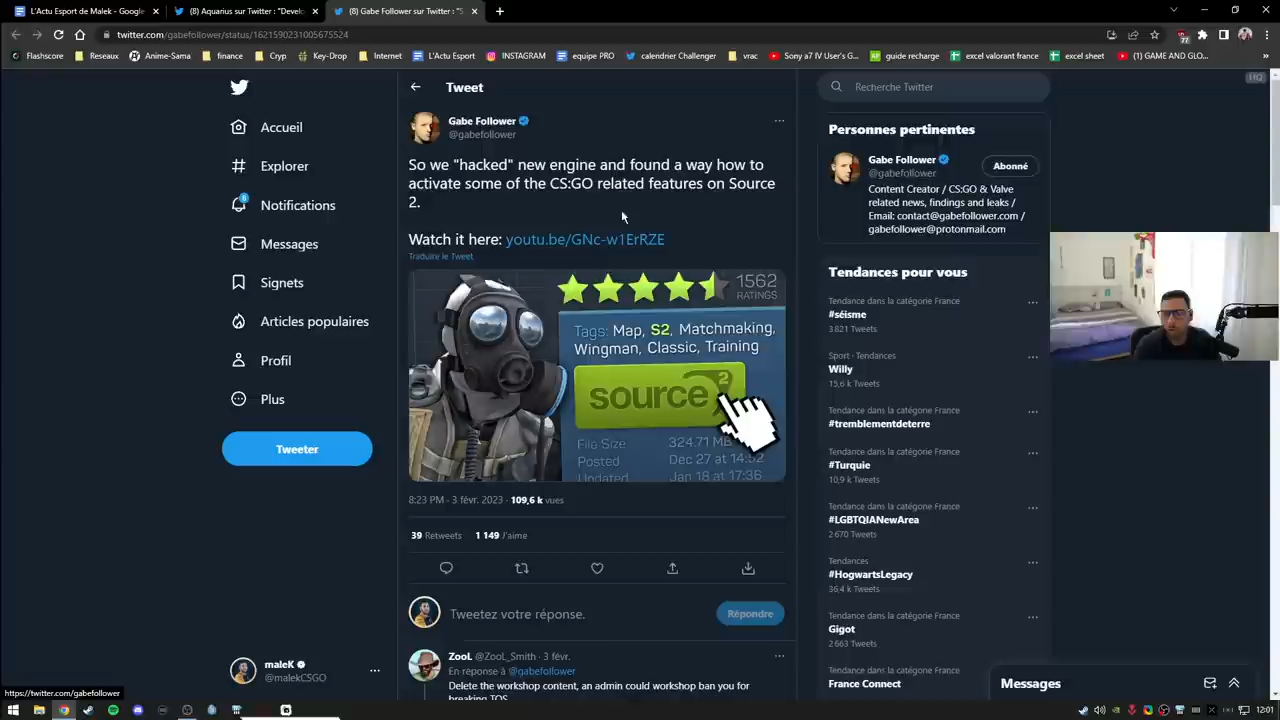 L'Actu Esport de Malek - Google
(8) Aquarius sur Twitter : "Develo
(8) Gabe Follower sur Twitter : "S
twitter.com/gabefollower/status/1621590231005675524
Flashscore
Reseaux
Anime-Sama
finance
Cryp
Key-Drop
Internet
L'Actu Esport
INSTAGRAM
equipe PRO
calendrier Challenger
vrac
Sony a7 IV User's G...
guide recharge
excel valorant france
excel sheet
(1) GAME AND GLO...
HQ
Accueil
Explorer
8
Notifications
Messages
Signets
Articles populaires
Profil
Plus
Tweeter
maleK
@malekCSGO
https://twitter.com/gabefollower
Tweet
Gabe Follower
@gabefollower
So we "hacked" new engine and found a way how to
activate some of the CS:GO related features on Source
2.
Watch it here: youtu.be/GNc-w1ErRZE
Traduire le Tweet
1562
RATINGS
Tags: Map, S2, Matchmaking,
Wingman, Classic, Training
source 2
File Size 324.71 MB
Posted Dec 27 at 14:52
Updated Jan 18 at 17:36
8:23 PM · 3 févr. 2023 · 109,6 k vues
39 Retweets 1 149 J'aime
Tweetez votre réponse.
Répondre
ZooL @ZooL_Smith · 3 févr.
En réponse à @gabefollower
Delete the workshop content, an admin could workshop ban you for
breaking TOS
Recherche Twitter
Personnes pertinentes
Gabe Follower
@gabefollower
Abonné
Content Creator / CS:GO & Valve
related news, findings and leaks /
Email: contact@gabefollower.com /
gabefollower@protonmail.com
Tendances pour vous
Tendance dans la catégorie France
#séisme
3 821 Tweets
Sport · Tendances
Willy
15,6 k Tweets
Tendance dans la catégorie France
#tremblementdeterre
Tendance dans la catégorie France
#Turquie
10,9 k Tweets
Tendance dans la catégorie France
#LGBTQIANewArea
2 670 Tweets
Tendances
#HogwartsLegacy
36,4 k Tweets
Tendance dans la catégorie France
Gigot
2 663 Tweets
Tendance dans la catégorie France
France Connect
Messages
12:01